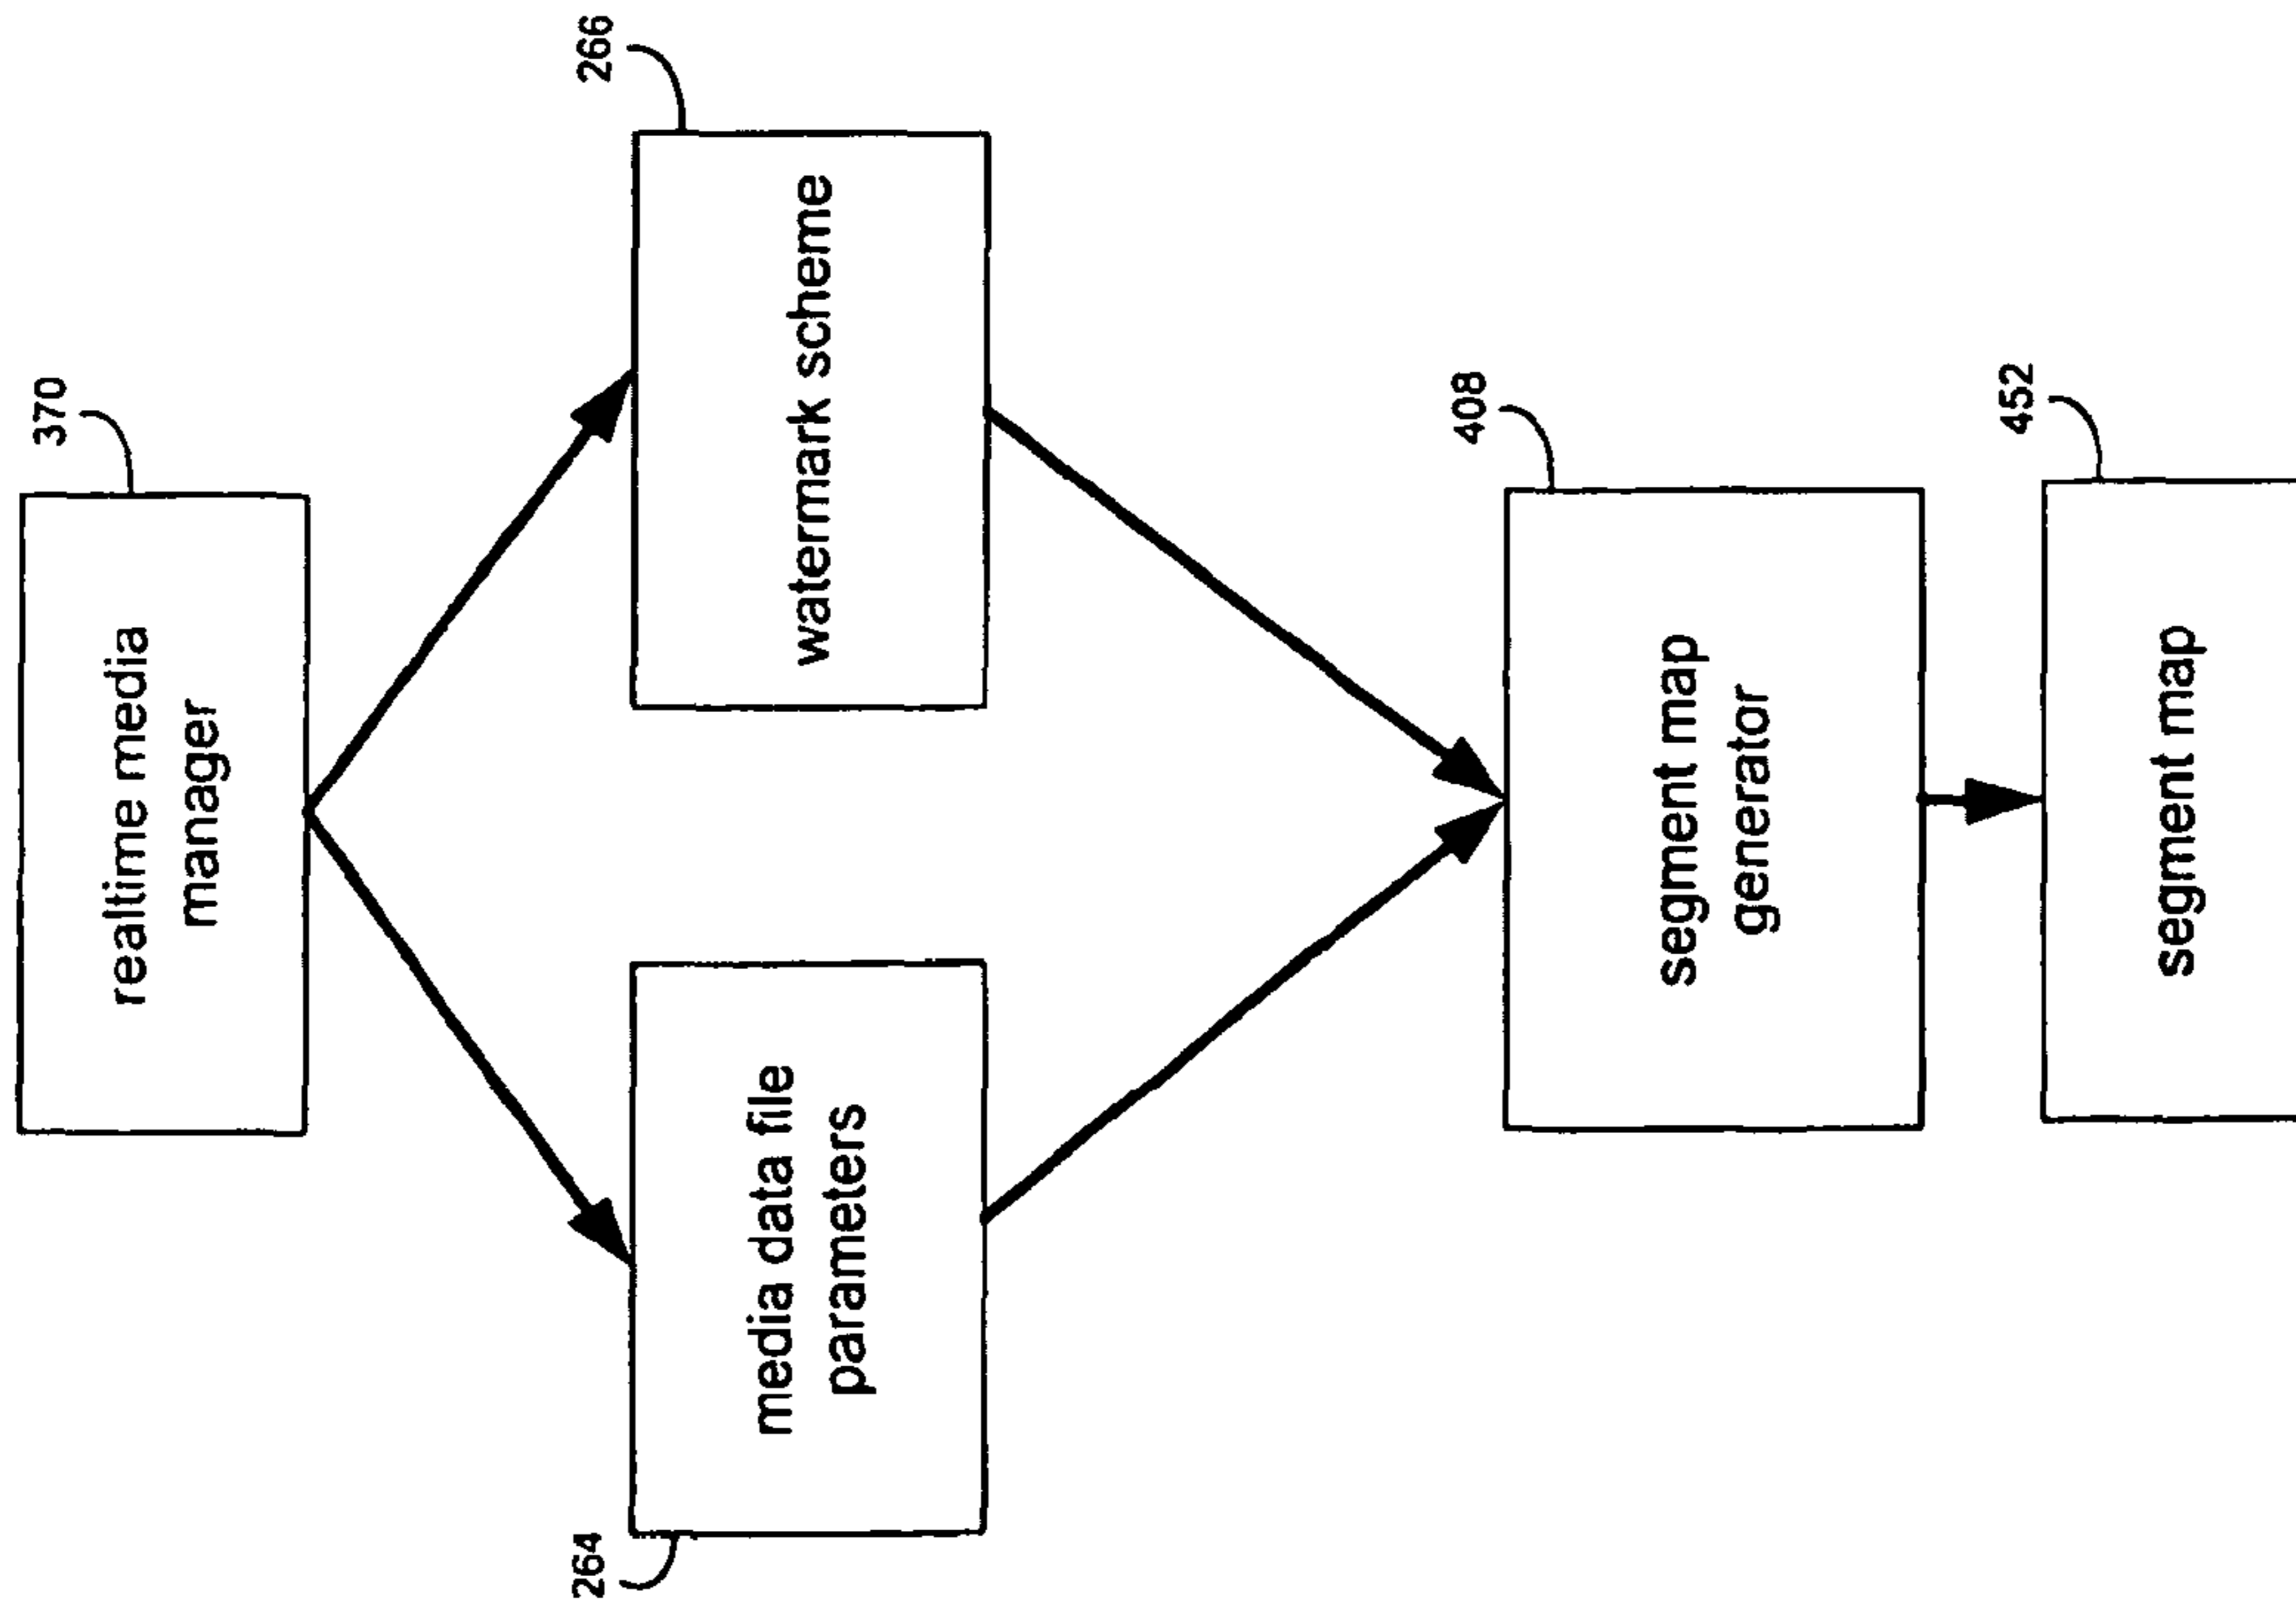 370
realtime media
manager
266
watermark scheme
264
media data file
parameters
408
segment map
generator
452
segment map